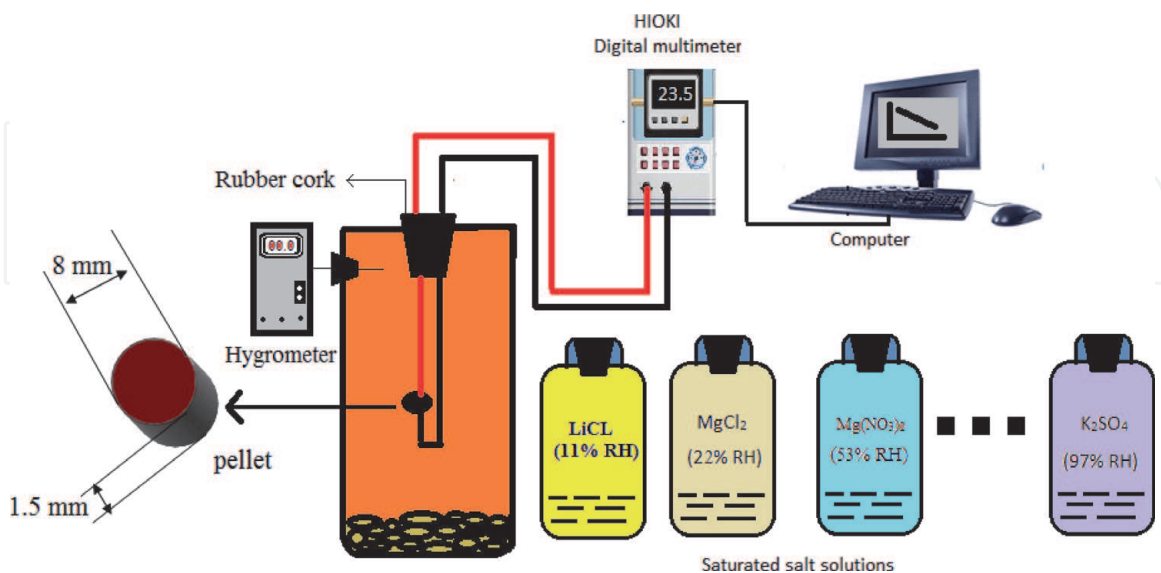 HIOKI
Digital multimeter
23.5
Rubber cork
00.0
8 mm
Computer
Hygrometer
pellet
1.5 mm
LiCL
(11% RH)
MgCl₂
(22% RH)
Mg(NO₃)₂
(53% RH)
K₂SO₄
(97% RH)
Saturated salt solutions